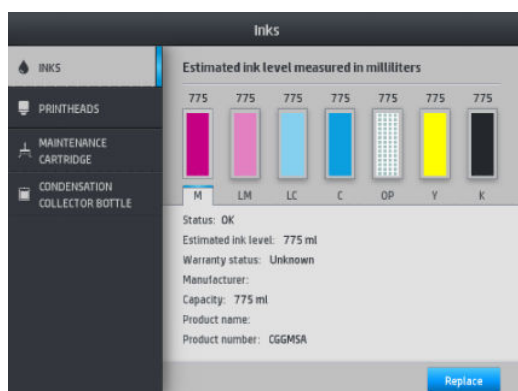 Inks
INKS
PRINTHEADS
MAINTENANCE
CARTRIDGE
CONDENSATION
COLLECTOR BOTTLE
Estimated ink level measured in milliliters
775 775 775 775 775 775 775
M LM LC C OP Y K
Status: OK
Estimated ink level: 775 ml
Warranty status: Unknown
Manufacturer:
Capacity: 775 ml
Product name:
Product number: CGGMSA
Replace